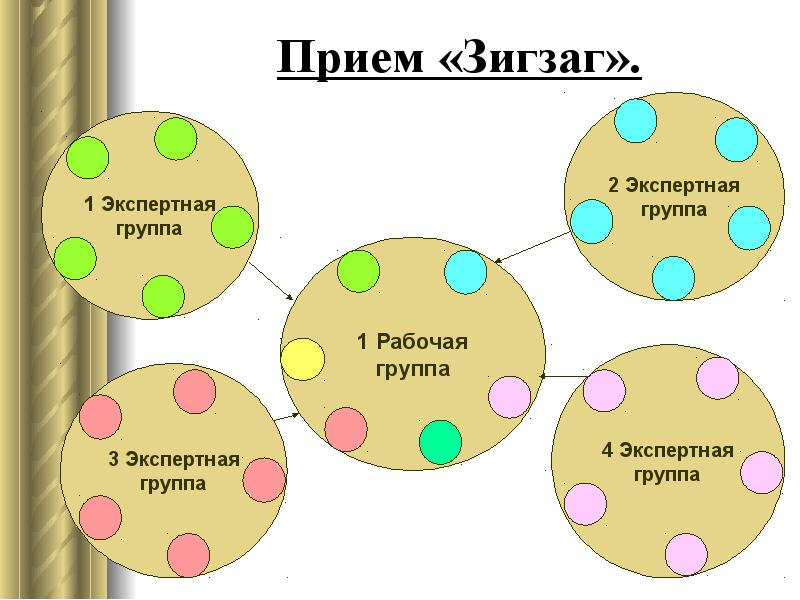 Прием «Зигзаг».
1 Экспертная
группа
2 Экспертная
группа
1 Рабочая
группа
3 Экспертная
группа
4 Экспертная
группа